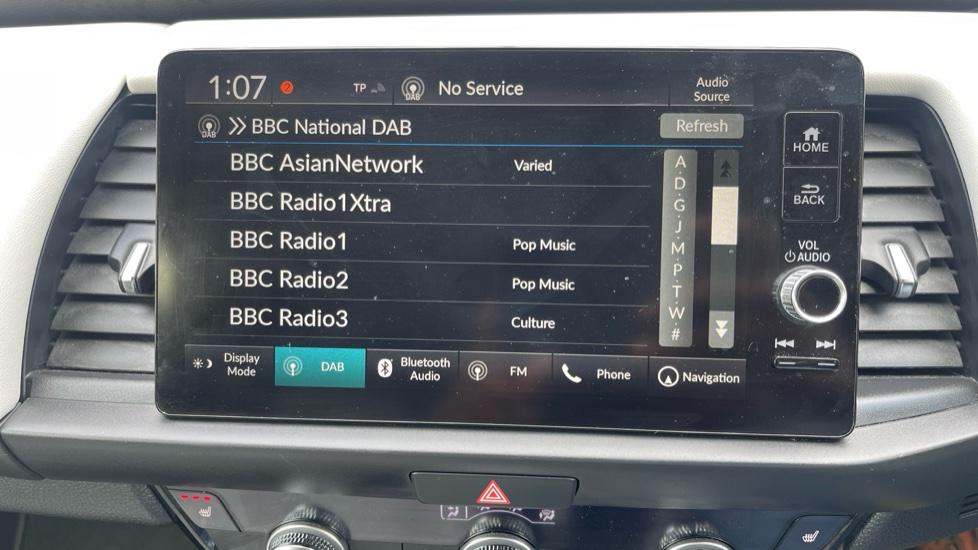 1:07 2 TP DAB No Service Audio Source
DAB BBC National DAB Refresh
BBC AsianNetwork Varied
BBC Radio1Xtra
BBC Radio1 Pop Music
BBC Radio2 Pop Music
BBC Radio3 Culture
A
D
G
J
M
P
T
W
#
HOME
BACK
VOL
AUDIO
Display Mode
DAB
Bluetooth Audio
FM
Phone
Navigation